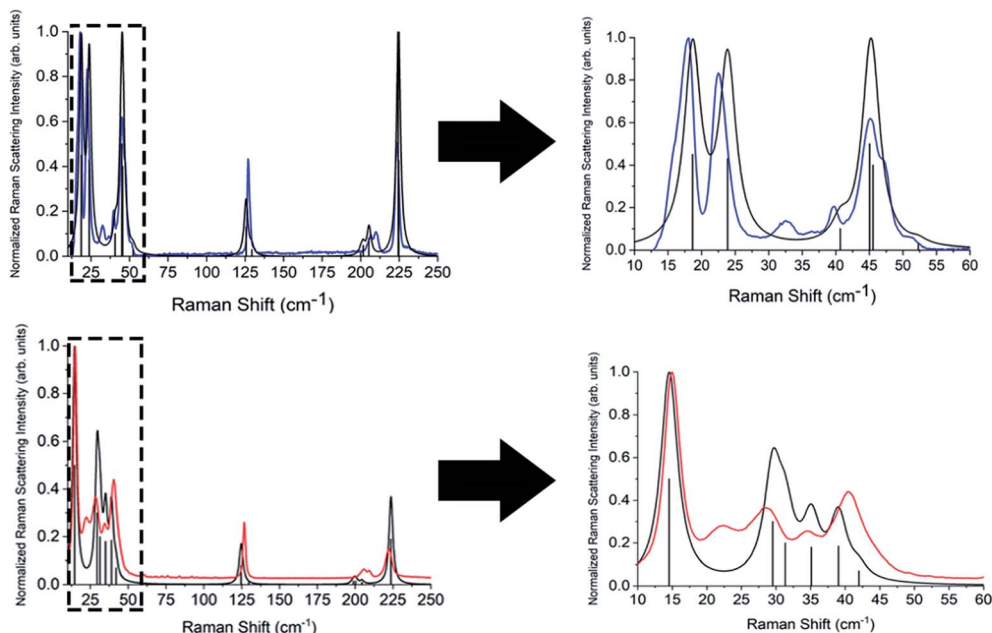 Normalized Raman Scattering Intensity (arb. units)
1.0
0.8
0.6
0.4
0.2
0.0
25 50 75 100 125 150 175 200 225 250
Raman Shift (cm-1)
Normalized Raman Scattering Intensity (arb. units)
1.0
0.8
0.6
0.4
0.2
0.0
10 15 20 25 30 35 40 45 50 55 60
Raman Shift (cm-1)
Normalized Raman Scattering Intensity (arb. units)
1.0
0.8
0.6
0.4
0.2
0.0
25 50 75 100 125 150 175 200 225 250
Raman Shift (cm-1)
Normalized Raman Scattering Intensity (arb. units)
1.0
0.8
0.6
0.4
0.2
0.0
10 15 20 25 30 35 40 45 50 55 60
Raman Shift (cm-1)